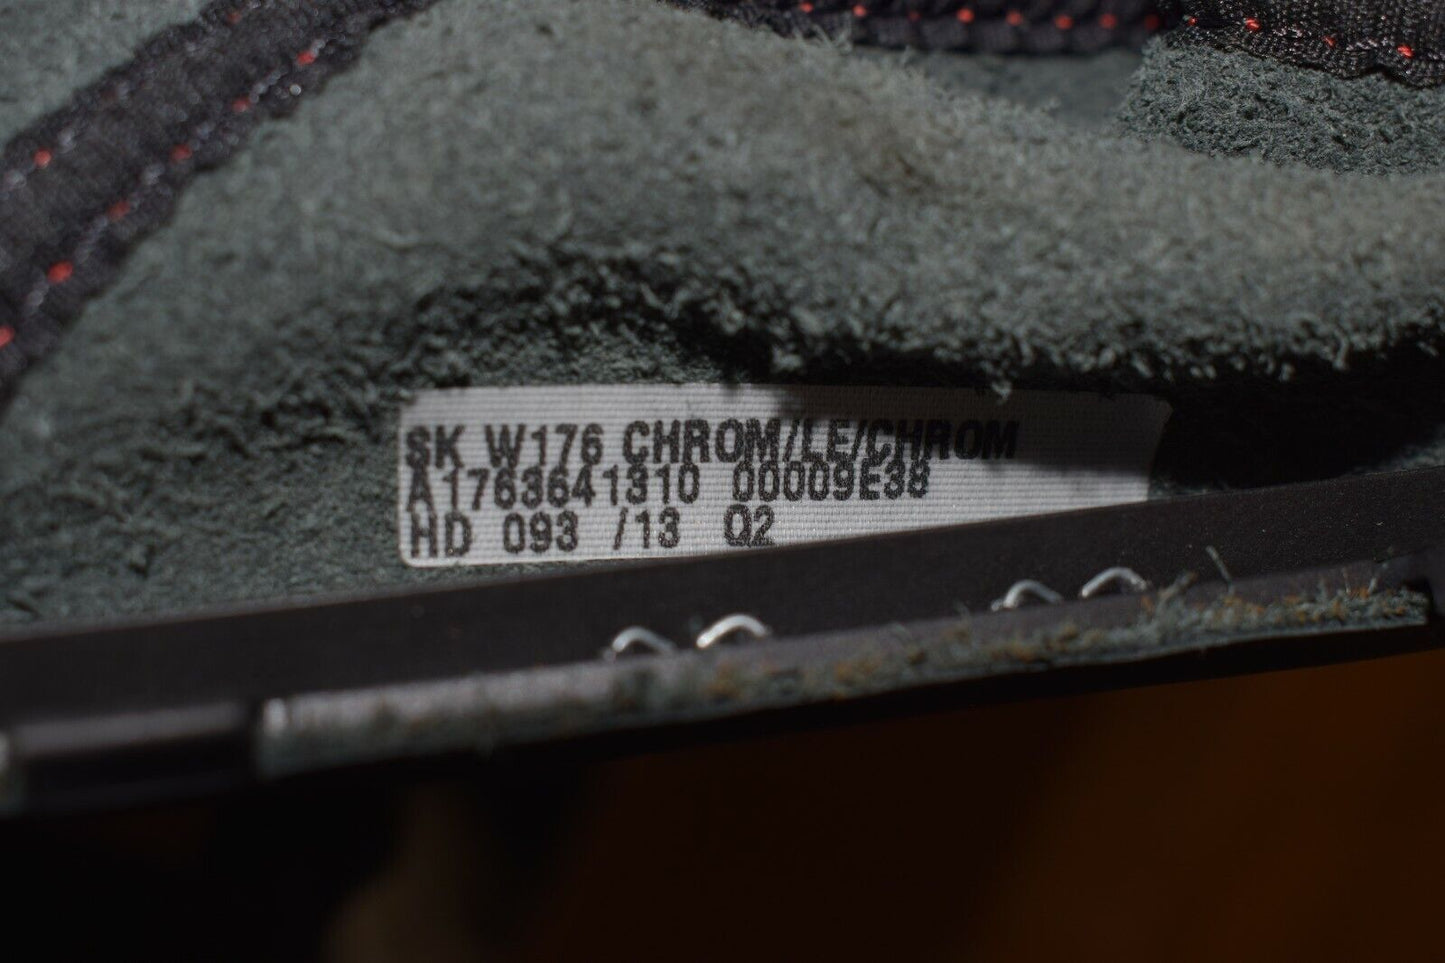 SK W176 CHROM/LE/CHROM
A1763641310 00009E38
HD 093 /13 Q2